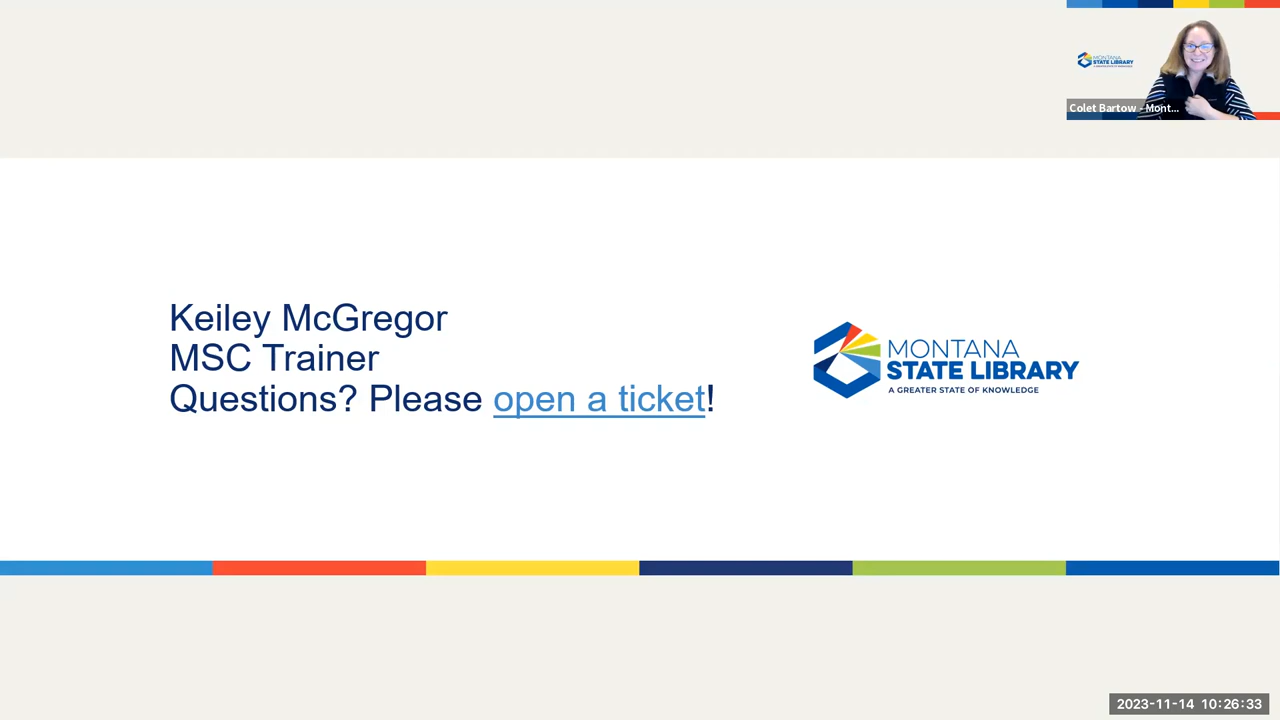 MONTANA
STATE LIBRARY
Colet Bartow - Mont...
Keiley McGregor
MSC Trainer
Questions? Please open a ticket!
MONTANA
STATE LIBRARY
A GREATER STATE OF KNOWLEDGE
2023-11-14 10:26:33